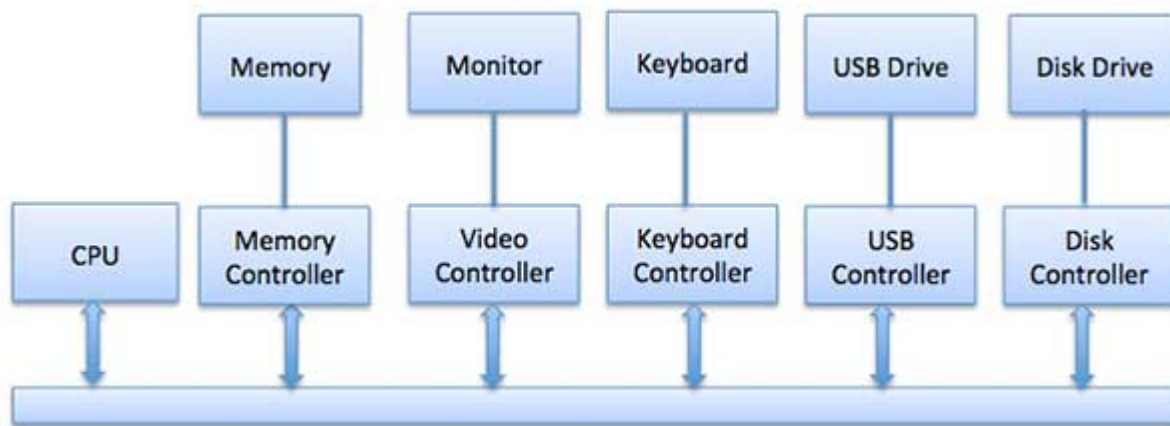 Memory
Monitor
Keyboard
USB Drive
Disk Drive
CPU
Memory
Controller
Video
Controller
Keyboard
Controller
USB
Controller
Disk
Controller